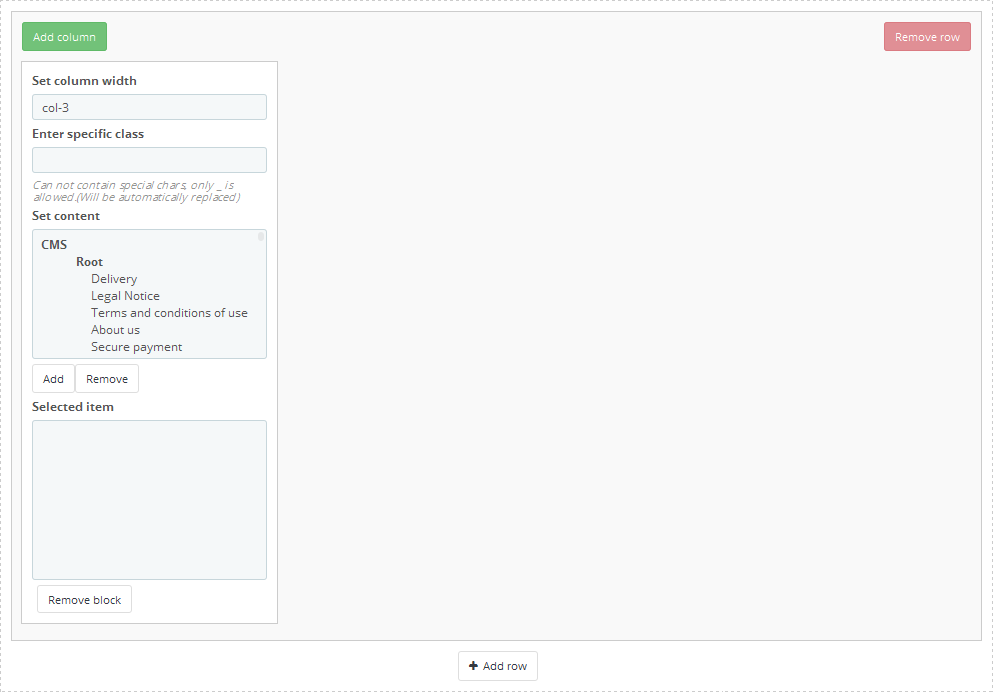 Add column
Remove row
Set column width
col-3
Enter specific class
Can not contain special chars, only _ is
allowed.(Will be automatically replaced)
Set content
CMS
Root
Delivery
Legal Notice
Terms and conditions of use
About us
Secure payment
Add
Remove
Selected item
Remove block
Add row